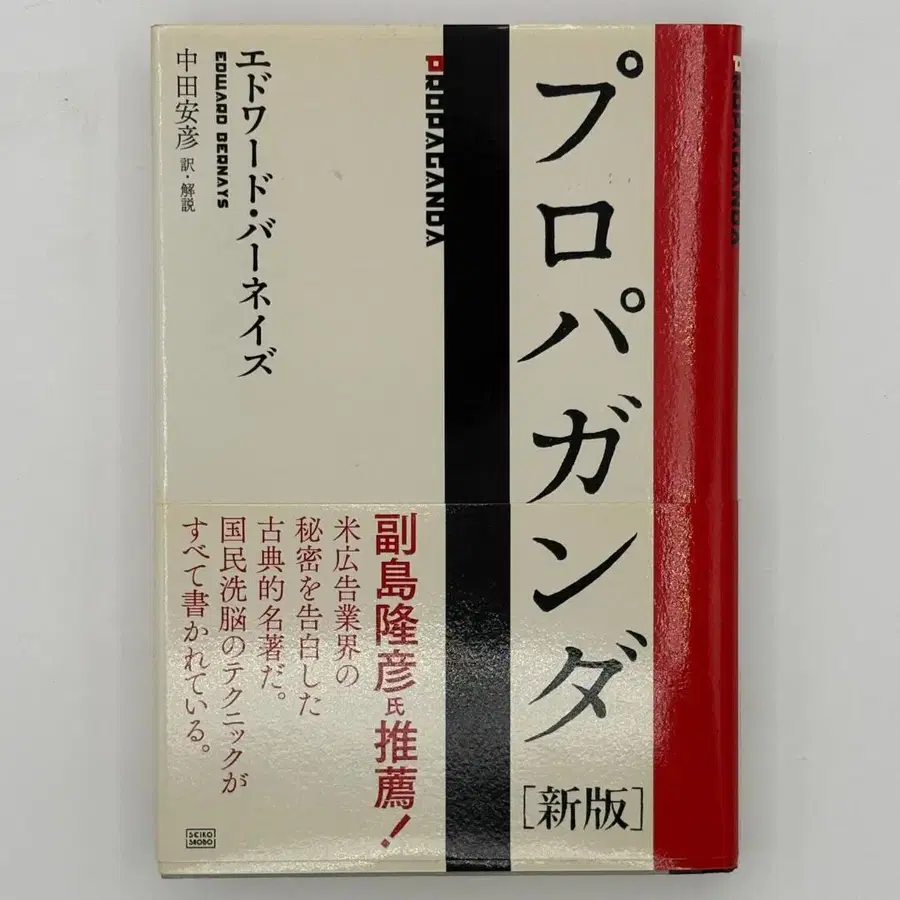 プロパガンダ
[新版]
PROPAGANDA
エドワード・バーネイズ
EDWARD BERNAYS
中田安彦 訳・解説
副島隆彦氏推薦!
米広告業界の
秘密を告白した
古典的名著だ。
国民洗脳のテクニックが
すべて書かれている。
SEIKO
SHOBO
PROPAGANDA